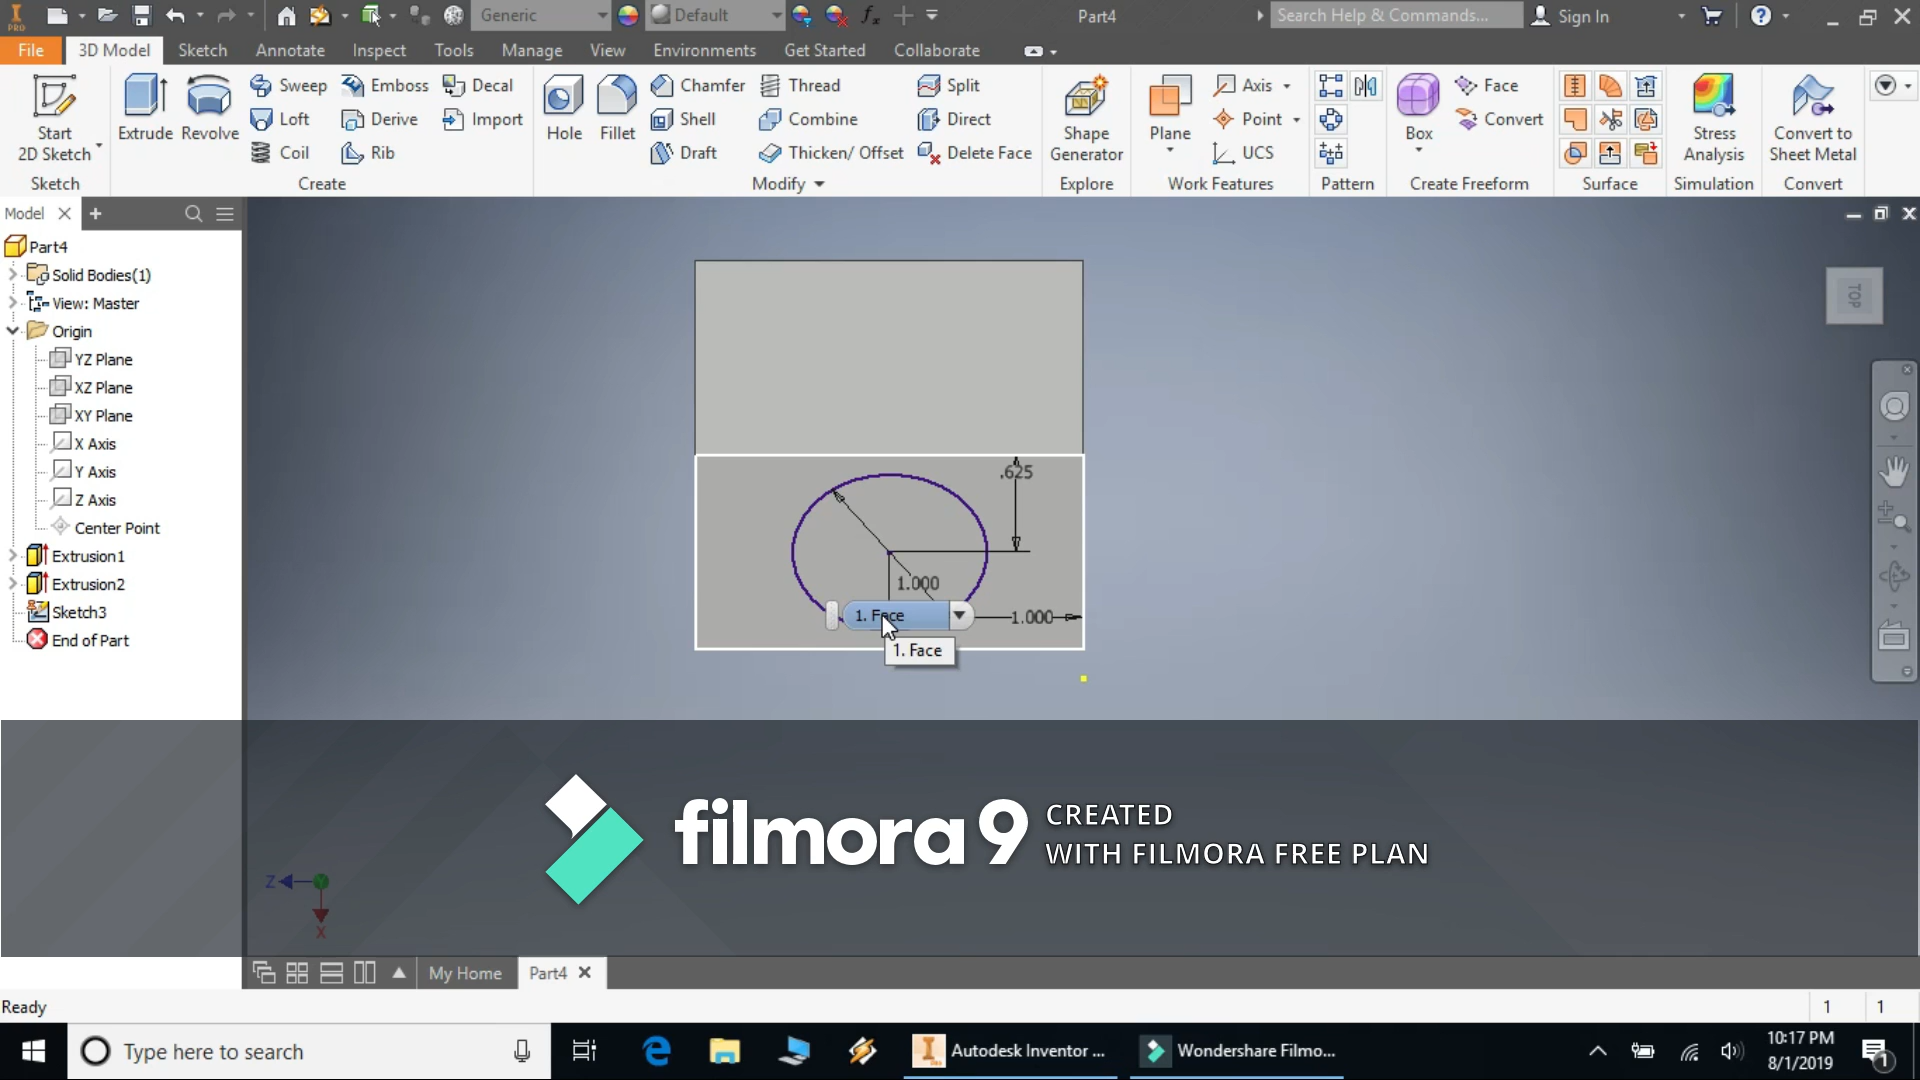 Generic
Default
Part4
Search Help & Commands...
Sign In
File
3D Model
Sketch
Annotate
Inspect
Tools
Manage
View
Environments
Get Started
Collaborate
Start
2D Sketch
Extrude
Revolve
Sweep
Emboss
Decal
Loft
Derive
Import
Coil
Rib
Hole
Fillet
Chamfer
Thread
Split
Shell
Combine
Direct
Draft
Thicken/ Offset
Delete Face
Shape
Generator
Plane
Axis
Point
UCS
Box
Face
Convert
Stress
Analysis
Convert to
Sheet Metal
Sketch
Create
Modify
Explore
Work Features
Pattern
Create Freeform
Surface
Simulation
Convert
Model
Part4
Solid Bodies(1)
View: Master
Origin
YZ Plane
XZ Plane
XY Plane
X Axis
Y Axis
Z Axis
Center Point
Extrusion1
Extrusion2
Sketch3
End of Part
TOP
.625
1.000
1.000
1. Face
1. Face
filmora 9
CREATED
WITH FILMORA FREE PLAN
Z
X
My Home
Part4
Ready
1
1
Type here to search
Autodesk Inventor ...
Wondershare Filmo...
10:17 PM
8/1/2019
1